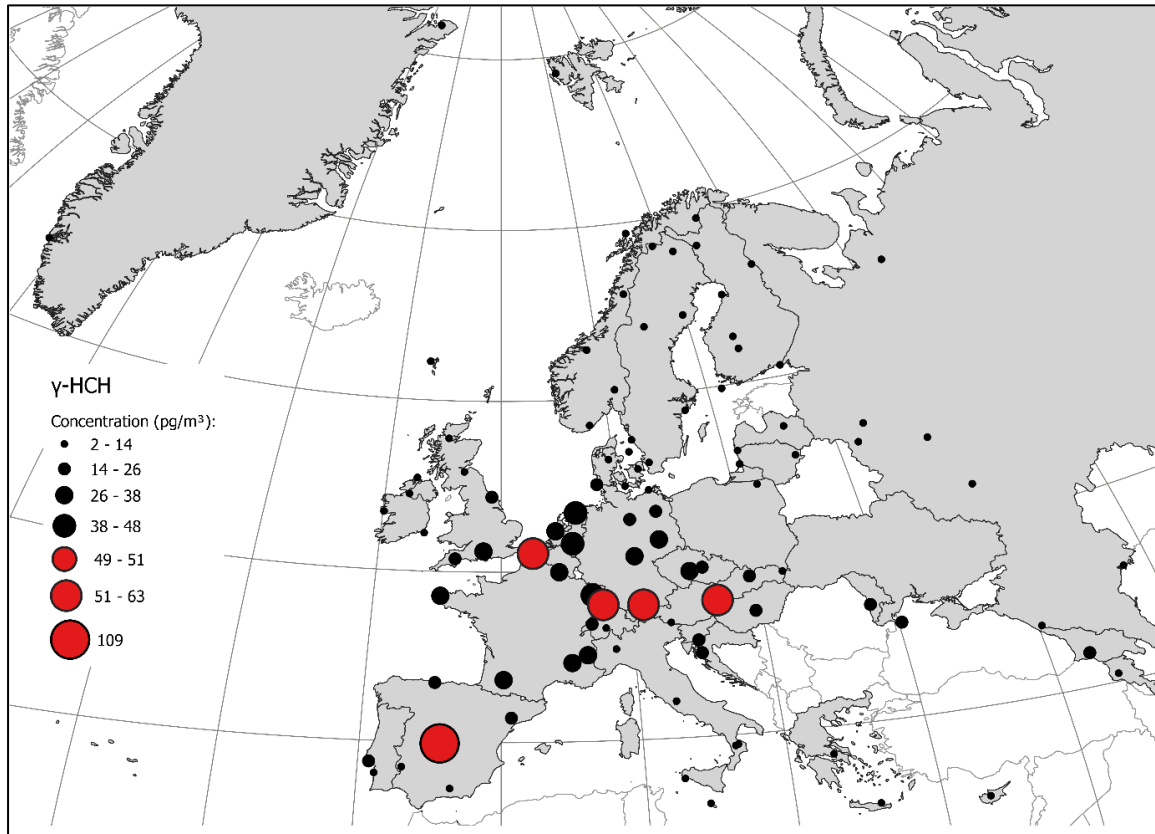 γ-HCH
Concentration (pg/m³):
2 - 14
14 - 26
26 - 38
38 - 48
49 - 51
51 - 63
109